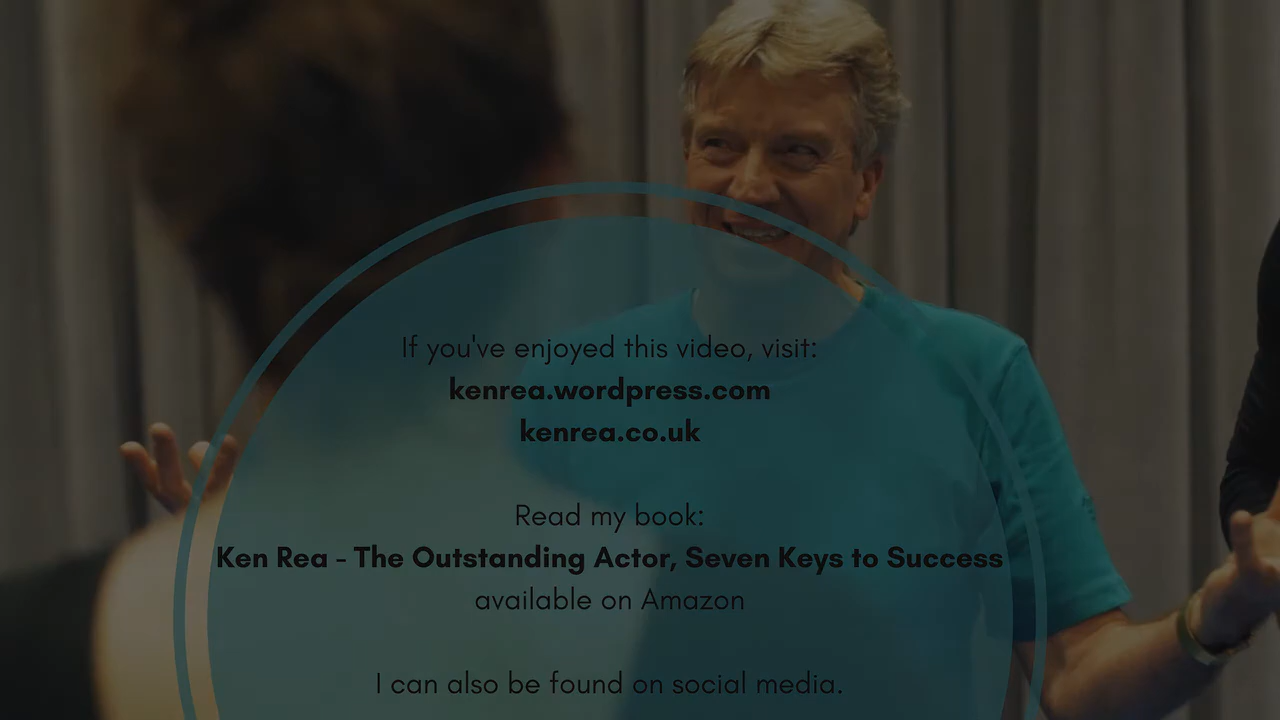 If you've enjoyed this video, visit:
kenrea.wordpress.com
kenrea.co.uk
Read my book:
Ken Rea - The Outstanding Actor, Seven Keys to Success
available on Amazon
I can also be found on social media.